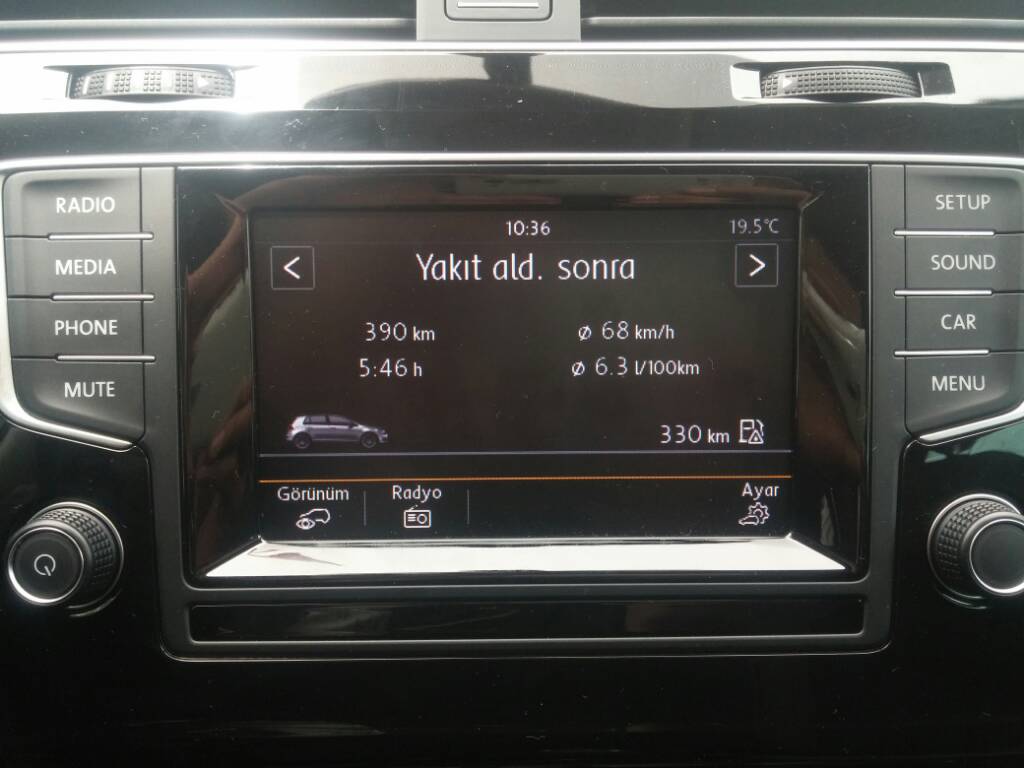 RADIO
MEDIA
PHONE
MUTE
10:36
19.5°C
<
Yakıt ald. sonra
>
390 km
ø 68 km/h
5:46 h
ø 6.3 l/100km
330 km
Görünüm
Radyo
Ayar
SETUP
SOUND
CAR
MENU